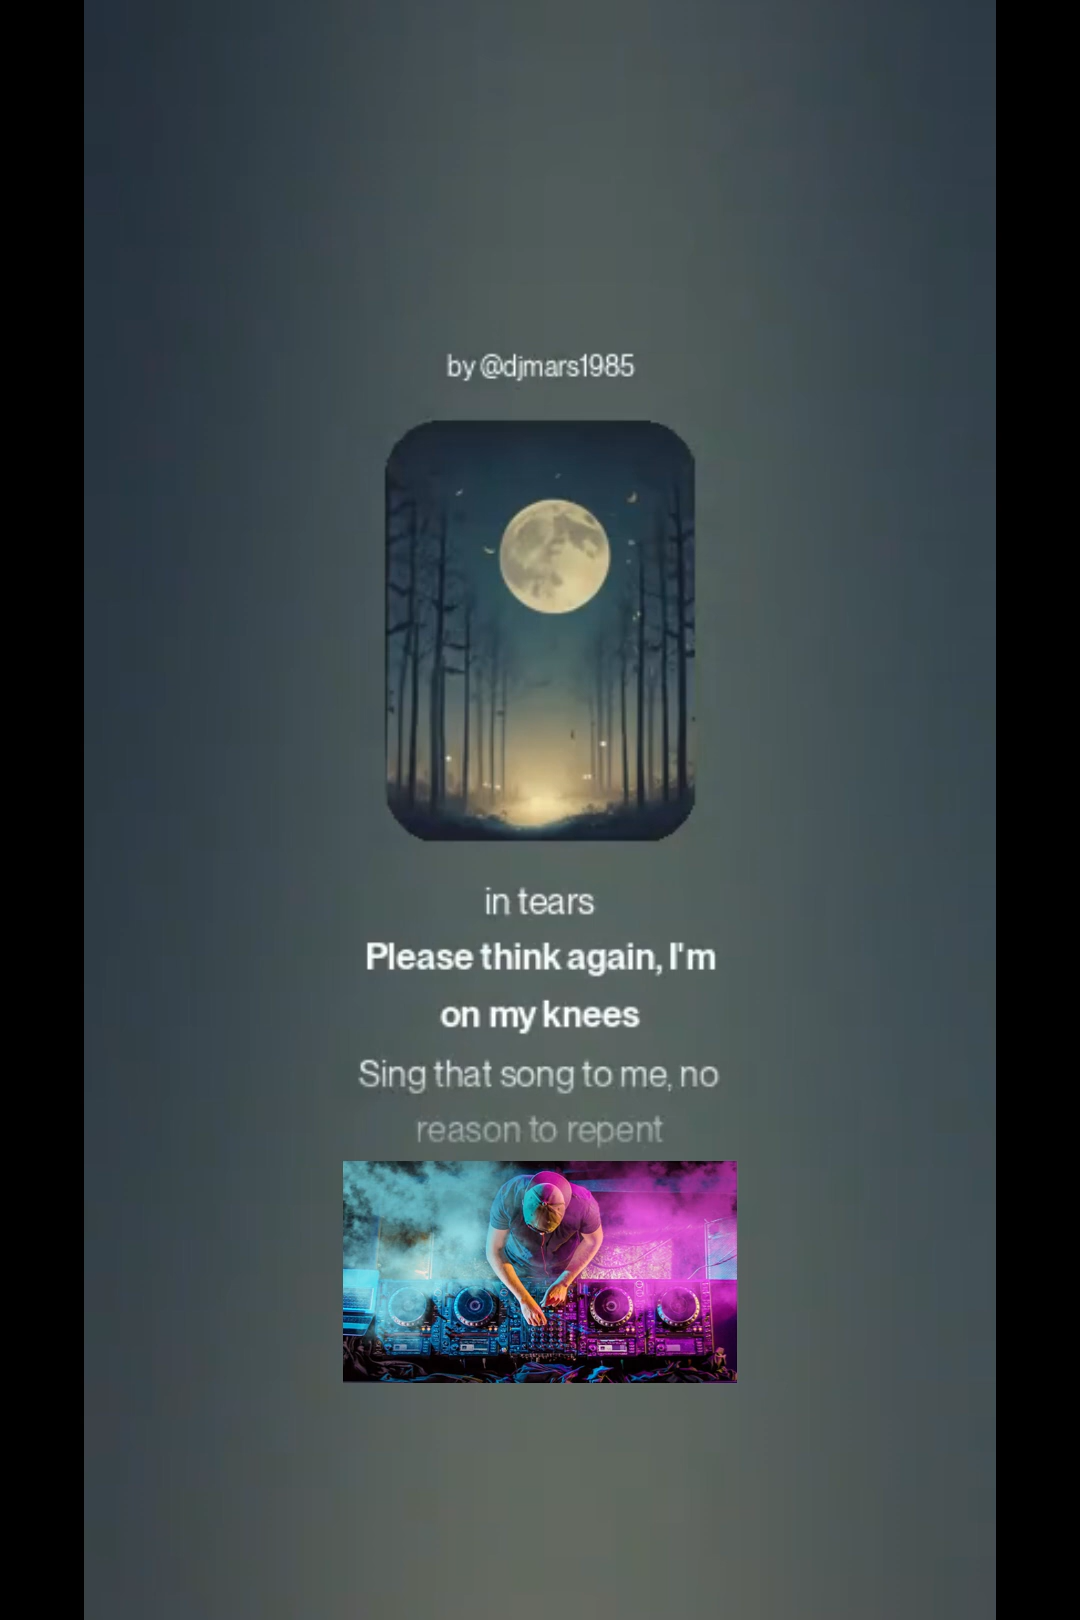 by @djmars1985
in tears
Please think again, I'm
on my knees
Sing that song to me, no
reason to repent